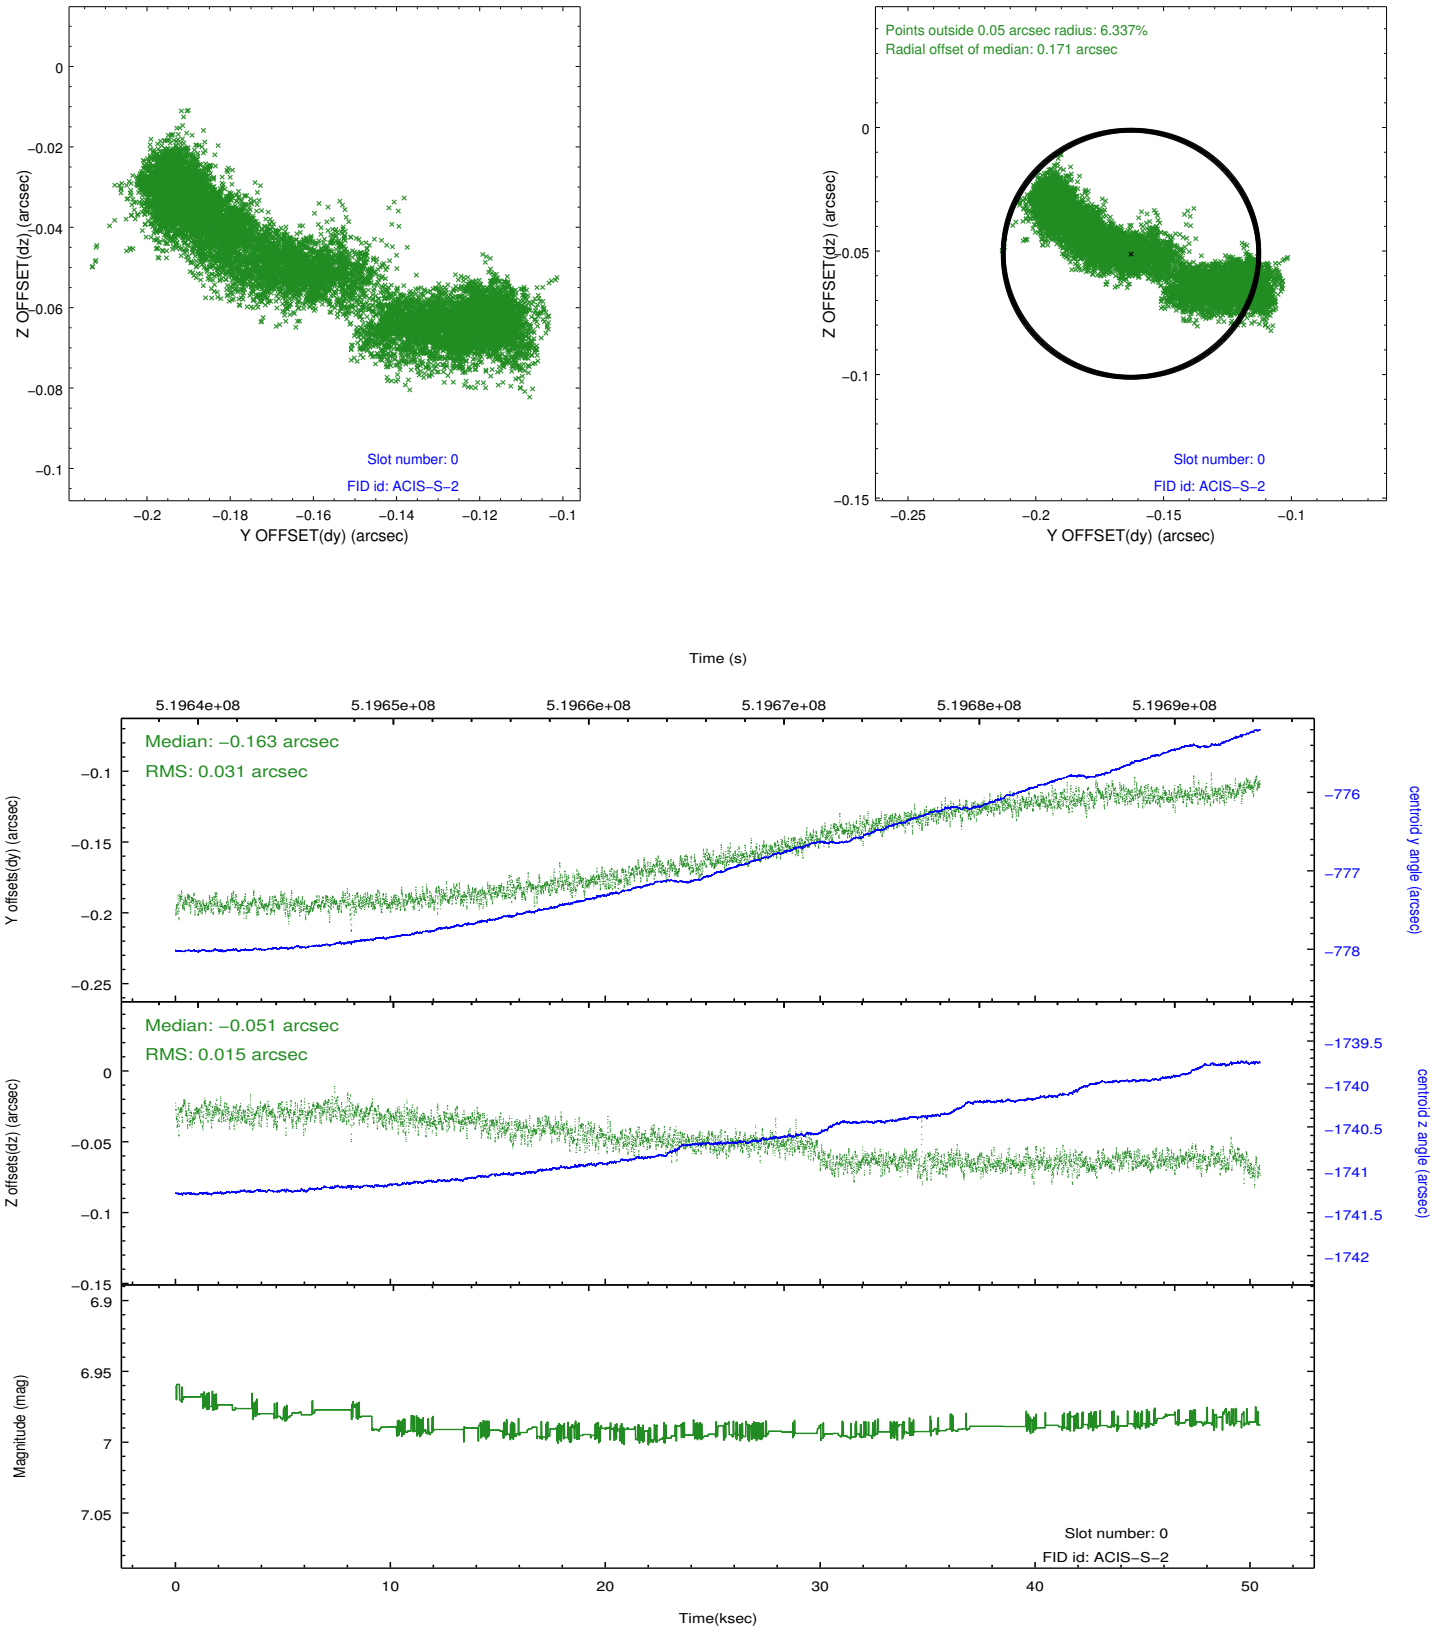 0
−0.02
−0.04
−0.06
−0.08
−0.1
Z OFFSET(dz) (arcsec)
Slot number: 0
FID id: ACIS−S−2
−0.2
−0.18
−0.16
−0.14
−0.12
−0.1
Y OFFSET(dy) (arcsec)
Points outside 0.05 arcsec radius: 6.337%
Radial offset of median: 0.171 arcsec
0
−0.05
−0.1
−0.15
Z OFFSET(dz) (arcsec)
Slot number: 0
FID id: ACIS−S−2
−0.25
−0.2
−0.15
−0.1
Y OFFSET(dy) (arcsec)
Time (s)
5.1964e+08
5.1965e+08
5.1966e+08
5.1967e+08
5.1968e+08
5.1969e+08
Median: −0.163 arcsec
RMS: 0.031 arcsec
−0.1
−0.15
−0.2
−0.25
Y offsets(dy) (arcsec)
−776
−777
−778
centroid y angle (arcsec)
Median: −0.051 arcsec
RMS: 0.015 arcsec
0
−0.05
−0.1
−0.15
Z offsets(dz) (arcsec)
−1739.5
−1740
−1740.5
−1741
−1741.5
−1742
centroid z angle (arcsec)
6.9
6.95
7
7.05
Magnitude (mag)
Slot number: 0
FID id: ACIS−S−2
0
10
20
30
40
50
Time(ksec)